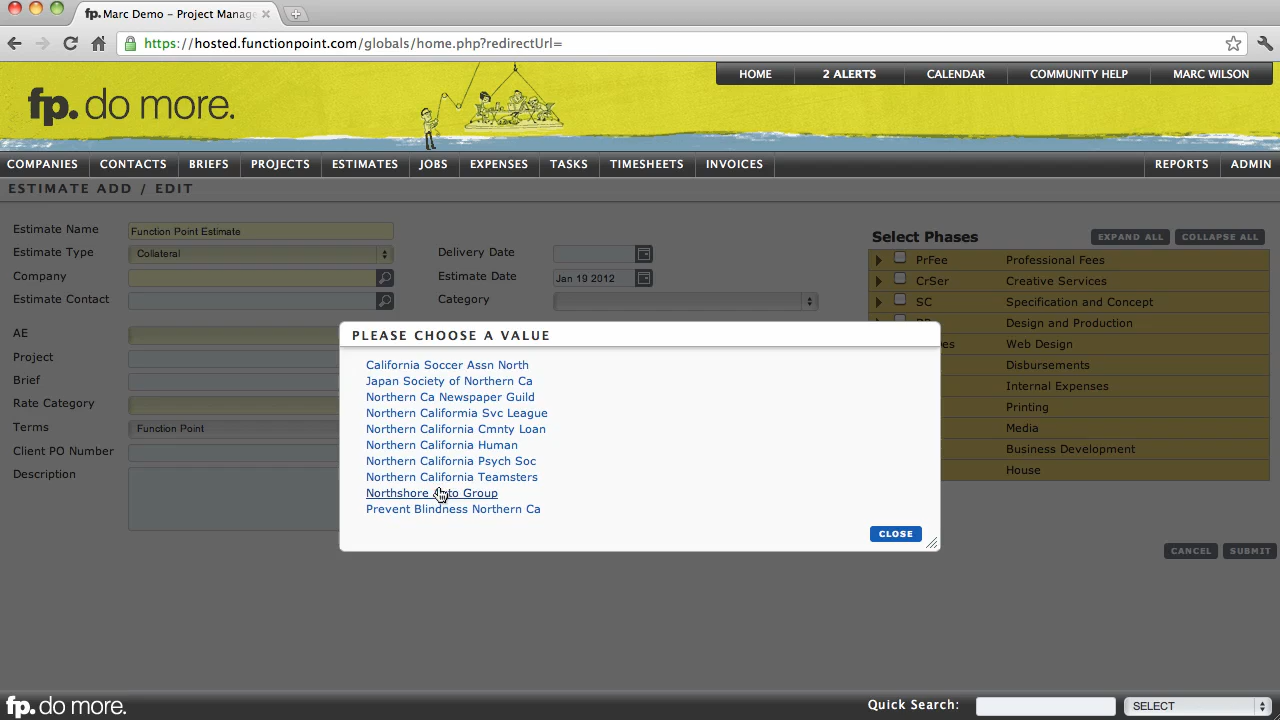 Marc Demo – Project Manage
https://hosted.functionpoint.com/globals/home.php?redirectUrl=
HOME 2 ALERTS CALENDAR COMMUNITY HELP MARC WILSON
fp. do more.
COMPANIES CONTACTS BRIEFS PROJECTS ESTIMATES JOBS EXPENSES TASKS TIMESHEETS INVOICES REPORTS ADMIN
ESTIMATE ADD / EDIT
Estimate Name Function Point Estimate
Estimate Type Collateral
Company
Estimate Contact
AE
Project
Brief
Rate Category
Terms Function Point
Client PO Number
Description
Delivery Date
Estimate Date Jan 19 2012
Category
Select Phases EXPAND ALL COLLAPSE ALL
PrFee Professional Fees
CrSer Creative Services
SC Specification and Concept
Design and Production
Web Design
Disbursements
Internal Expenses
Printing
Media
Business Development
House
PLEASE CHOOSE A VALUE
California Soccer Assn North
Japan Society of Northern Ca
Northern Ca Newspaper Guild
Northern Califormia Svc League
Northern California Cmnty Loan
Northern California Human
Northern California Psych Soc
Northern California Teamsters
Northshore Auto Group
Prevent Blindness Northern Ca
CLOSE
CANCEL SUBMIT
fp. do more.
Quick Search: SELECT